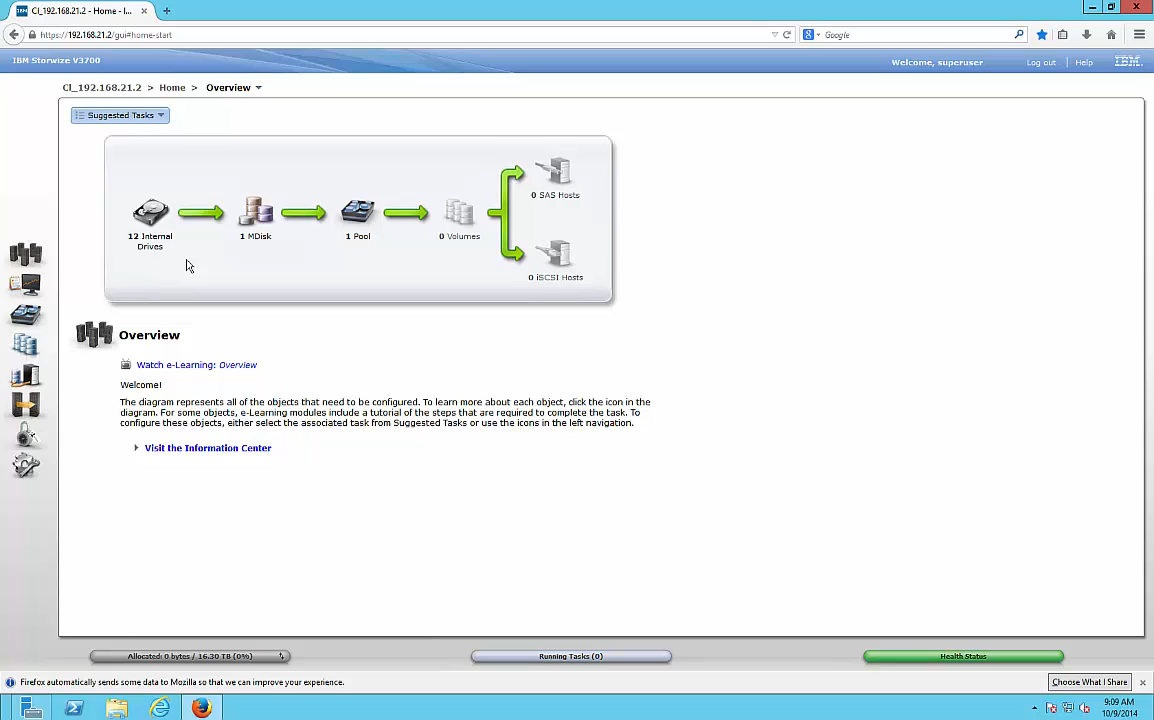 CI_192.168.21.2 - Home - I...
https://192.168.21.2/gui#home-start
Google
IBM Storwize V3700
Welcome, superuser
Log out
Help
IBM
CI_192.168.21.2 > Home > Overview
Suggested Tasks
12 Internal
Drives
1 MDisk
1 Pool
0 Volumes
0 SAS Hosts
0 iSCSI Hosts
Overview
Watch e-Learning: Overview
Welcome!
The diagram represents all of the objects that need to be configured. To learn more about each object, click the icon in the
diagram. For some objects, e-Learning modules include a tutorial of the steps that are required to complete the task. To
configure these objects, either select the associated task from Suggested Tasks or use the icons in the left navigation.
Visit the Information Center
Allocated: 0 bytes / 16.30 TB (0%)
Running Tasks (0)
Health Status
Firefox automatically sends some data to Mozilla so that we can improve your experience.
Choose What I Share
9:09 AM
10/9/2014